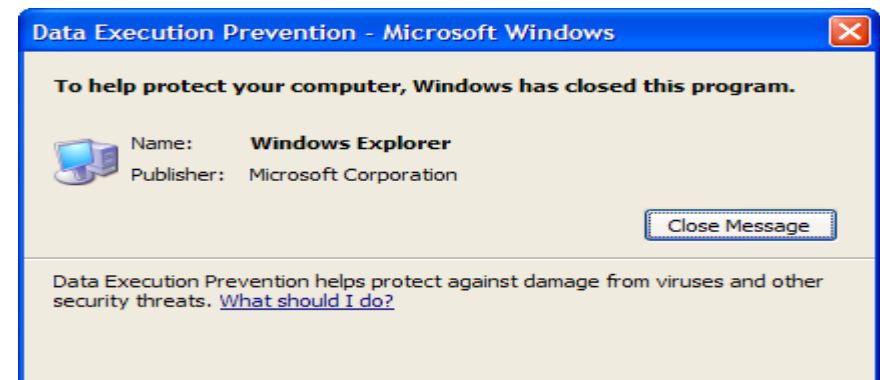 Data Execution Prevention - Microsoft Windows
To help protect your computer, Windows has closed this program.
Name: Windows Explorer
Publisher: Microsoft Corporation
Close Message
Data Execution Prevention helps protect against damage from viruses and other
security threats. What should I do?